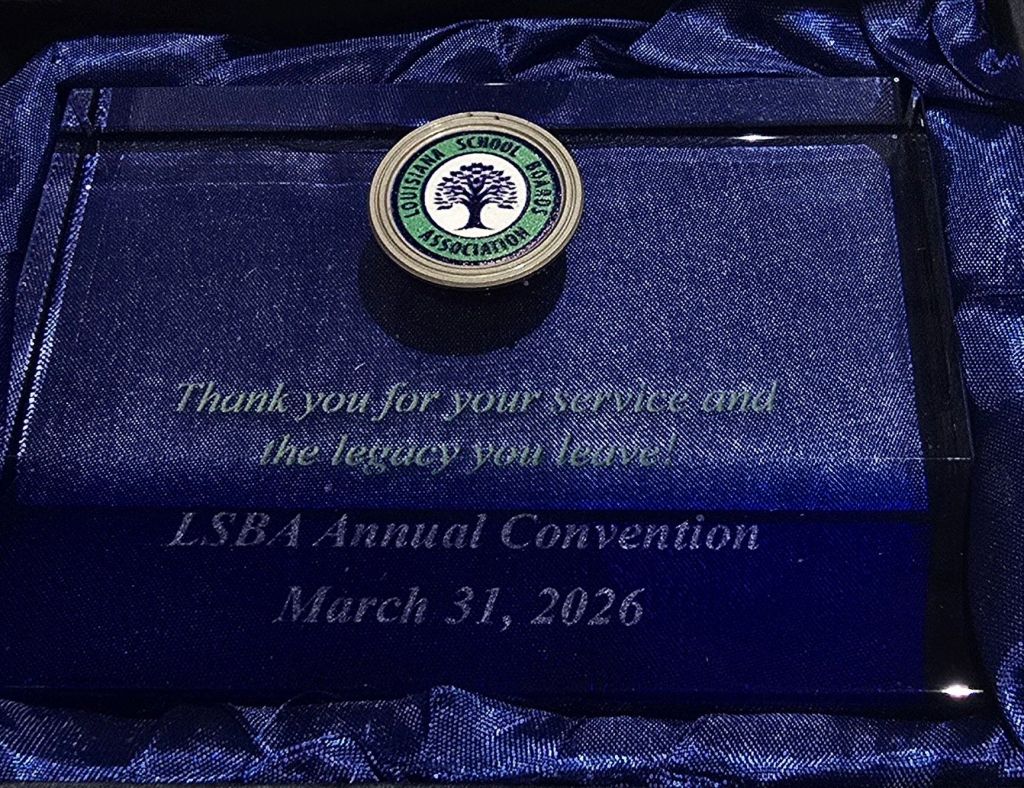 LOUISIANA SCHOOL BOARDS
ASSOCIATION
Thank you for your service and
the legacy you leave!
LSBA Annual Convention
March 31, 2026